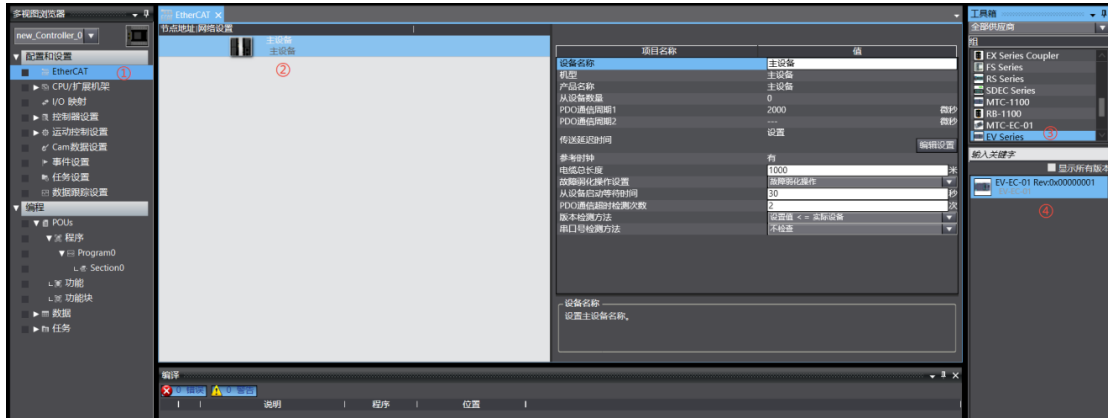 多视图浏览器
new_Controller_0
配置和设置
EtherCAT ①
CPU/扩展机架
I/O 映射
控制器设置
运动控制设置
Cam数据设置
事件设置
任务设置
数据跟踪设置
编程
POUs
程序
Program0
Section0
功能
功能块
数据
任务
EtherCAT
节点地址|网络设置
主设备
主设备
②
项目名称 值
设备名称 主设备
机型 主设备
产品名称 主设备
从设备数量 0
PDO通信周期1 2000 微秒
PDO通信周期2 --- 微秒
传送延迟时间 设置
编辑设置
参考时钟 有
电缆总长度 1000 米
故障弱化操作设置 故障弱化操作
从设备启动等待时间 30 秒
PDO通信超时检测次数 2 次
版本检测方法 设置值 <= 实际设备
串口号检测方法 不检查
设备名称
设置主设备名称。
编译
0 错误 0 警告
说明 程序 位置
工具箱
全部供应商
组
EX Series Coupler
FS Series
RS Series
SDEC Series
MTC-1100
RB-1100
MTC-EC-01
EV Series ③
输入关键字
显示所有版本
EV-EC-01 Rev:0x00000001
EV-EC-01
④